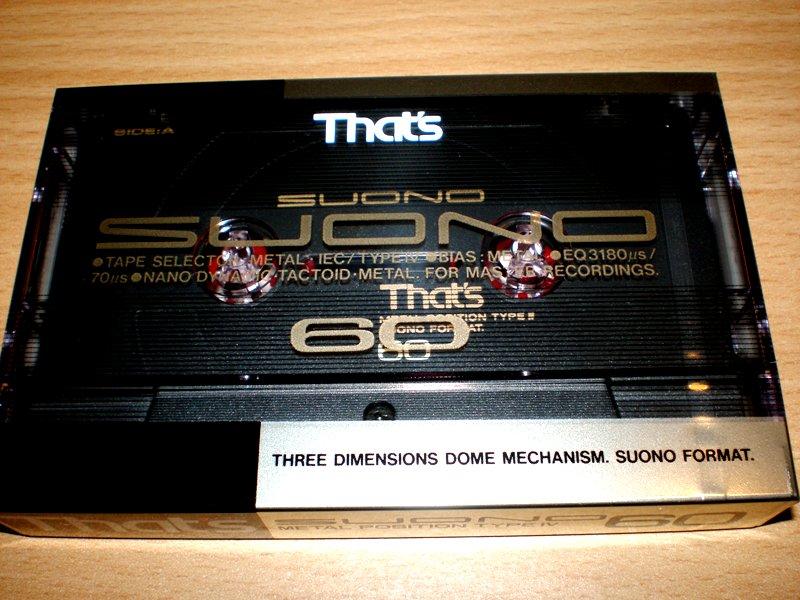 SIDE:A
That's
SUONO
SUONO
•TAPE SELECTOR: METAL·IEC/TYPE IV •BIAS: METAL •EQ3180μs/
70μs •NANO DYNAMIC·TACTOID·METAL. FOR MASTER RECORDINGS.
That's
METAL POSITION TYPE IV
SUONO FORMAT.
60
60
THREE DIMENSIONS DOME MECHANISM. SUONO FORMAT.
That's SUONO 60
METAL POSITION TYPE IV